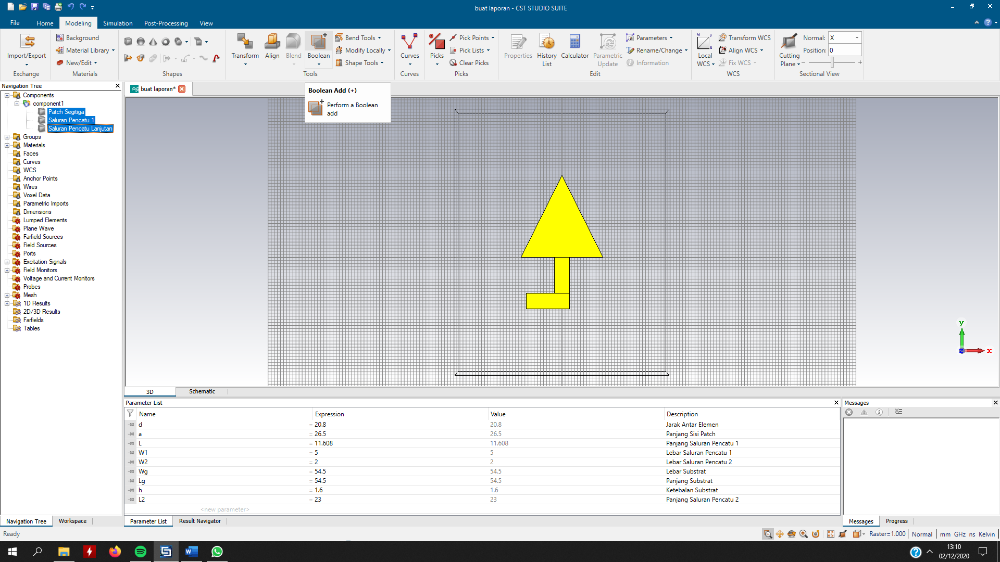 buat laporan - CST STUDIO SUITE
File Home Modeling Simulation Post-Processing View
Import/Export
Exchange
Background
Material Library
New/Edit
Materials
Shapes
Transform
Align
Blend
Boolean
Bend Tools
Modify Locally
Shape Tools
Tools
Curves
Curves
Picks
Pick Points
Pick Lists
Clear Picks
Picks
Properties
History
List
Calculator
Parametric
Update
Parameters
Rename/Change
Information
Edit
Local
WCS
Transform WCS
Align WCS
Fix WCS
WCS
Cutting
Plane
Normal: X
Position: 0
Sectional View
Navigation Tree
Components
component1
Patch Segitiga
Saluran Pencatu 1
Saluran Pencatu Lanjutan
Groups
Materials
Faces
Curves
WCS
Anchor Points
Wires
Voxel Data
Parametric Imports
Dimensions
Lumped Elements
Plane Wave
Farfield Sources
Field Sources
Ports
Excitation Signals
Field Monitors
Voltage and Current Monitors
Probes
Mesh
1D Results
2D/3D Results
Farfields
Tables
Navigation Tree Workspace
buat laporan*
Boolean Add (+)
Perform a Boolean
add
y
x
z
3D Schematic
Parameter List
Name Expression Value Description
d = 20.8 20.8 Jarak Antar Elemen
a = 26.5 26.5 Panjang Sisi Patch
L = 11.608 11.608 Panjang Saluran Pencatu 1
W1 = 5 5 Lebar Saluran Pencatu 1
W2 = 2 2 Lebar Saluran Pencatu 2
Wg = 54.5 54.5 Lebar Substrat
Lg = 54.5 54.5 Panjang Substrat
h = 1.6 1.6 Ketebalan Substrat
L2 = 23 23 Panjang Saluran Pencatu 2
<new parameter>
Parameter List Result Navigator
Messages
Messages Progress
Ready
Raster=1.000 Normal mm GHz ns Kelvin
13:10
02/12/2020